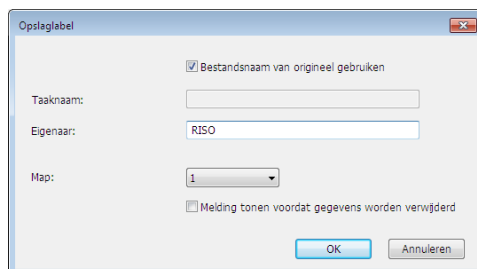 Opslaglabel
Bestandsnaam van origineel gebruiken
Taaknaam:
Eigenaar: RISO
Map: 1
Melding tonen voordat gegevens worden verwijderd
OK Annuleren